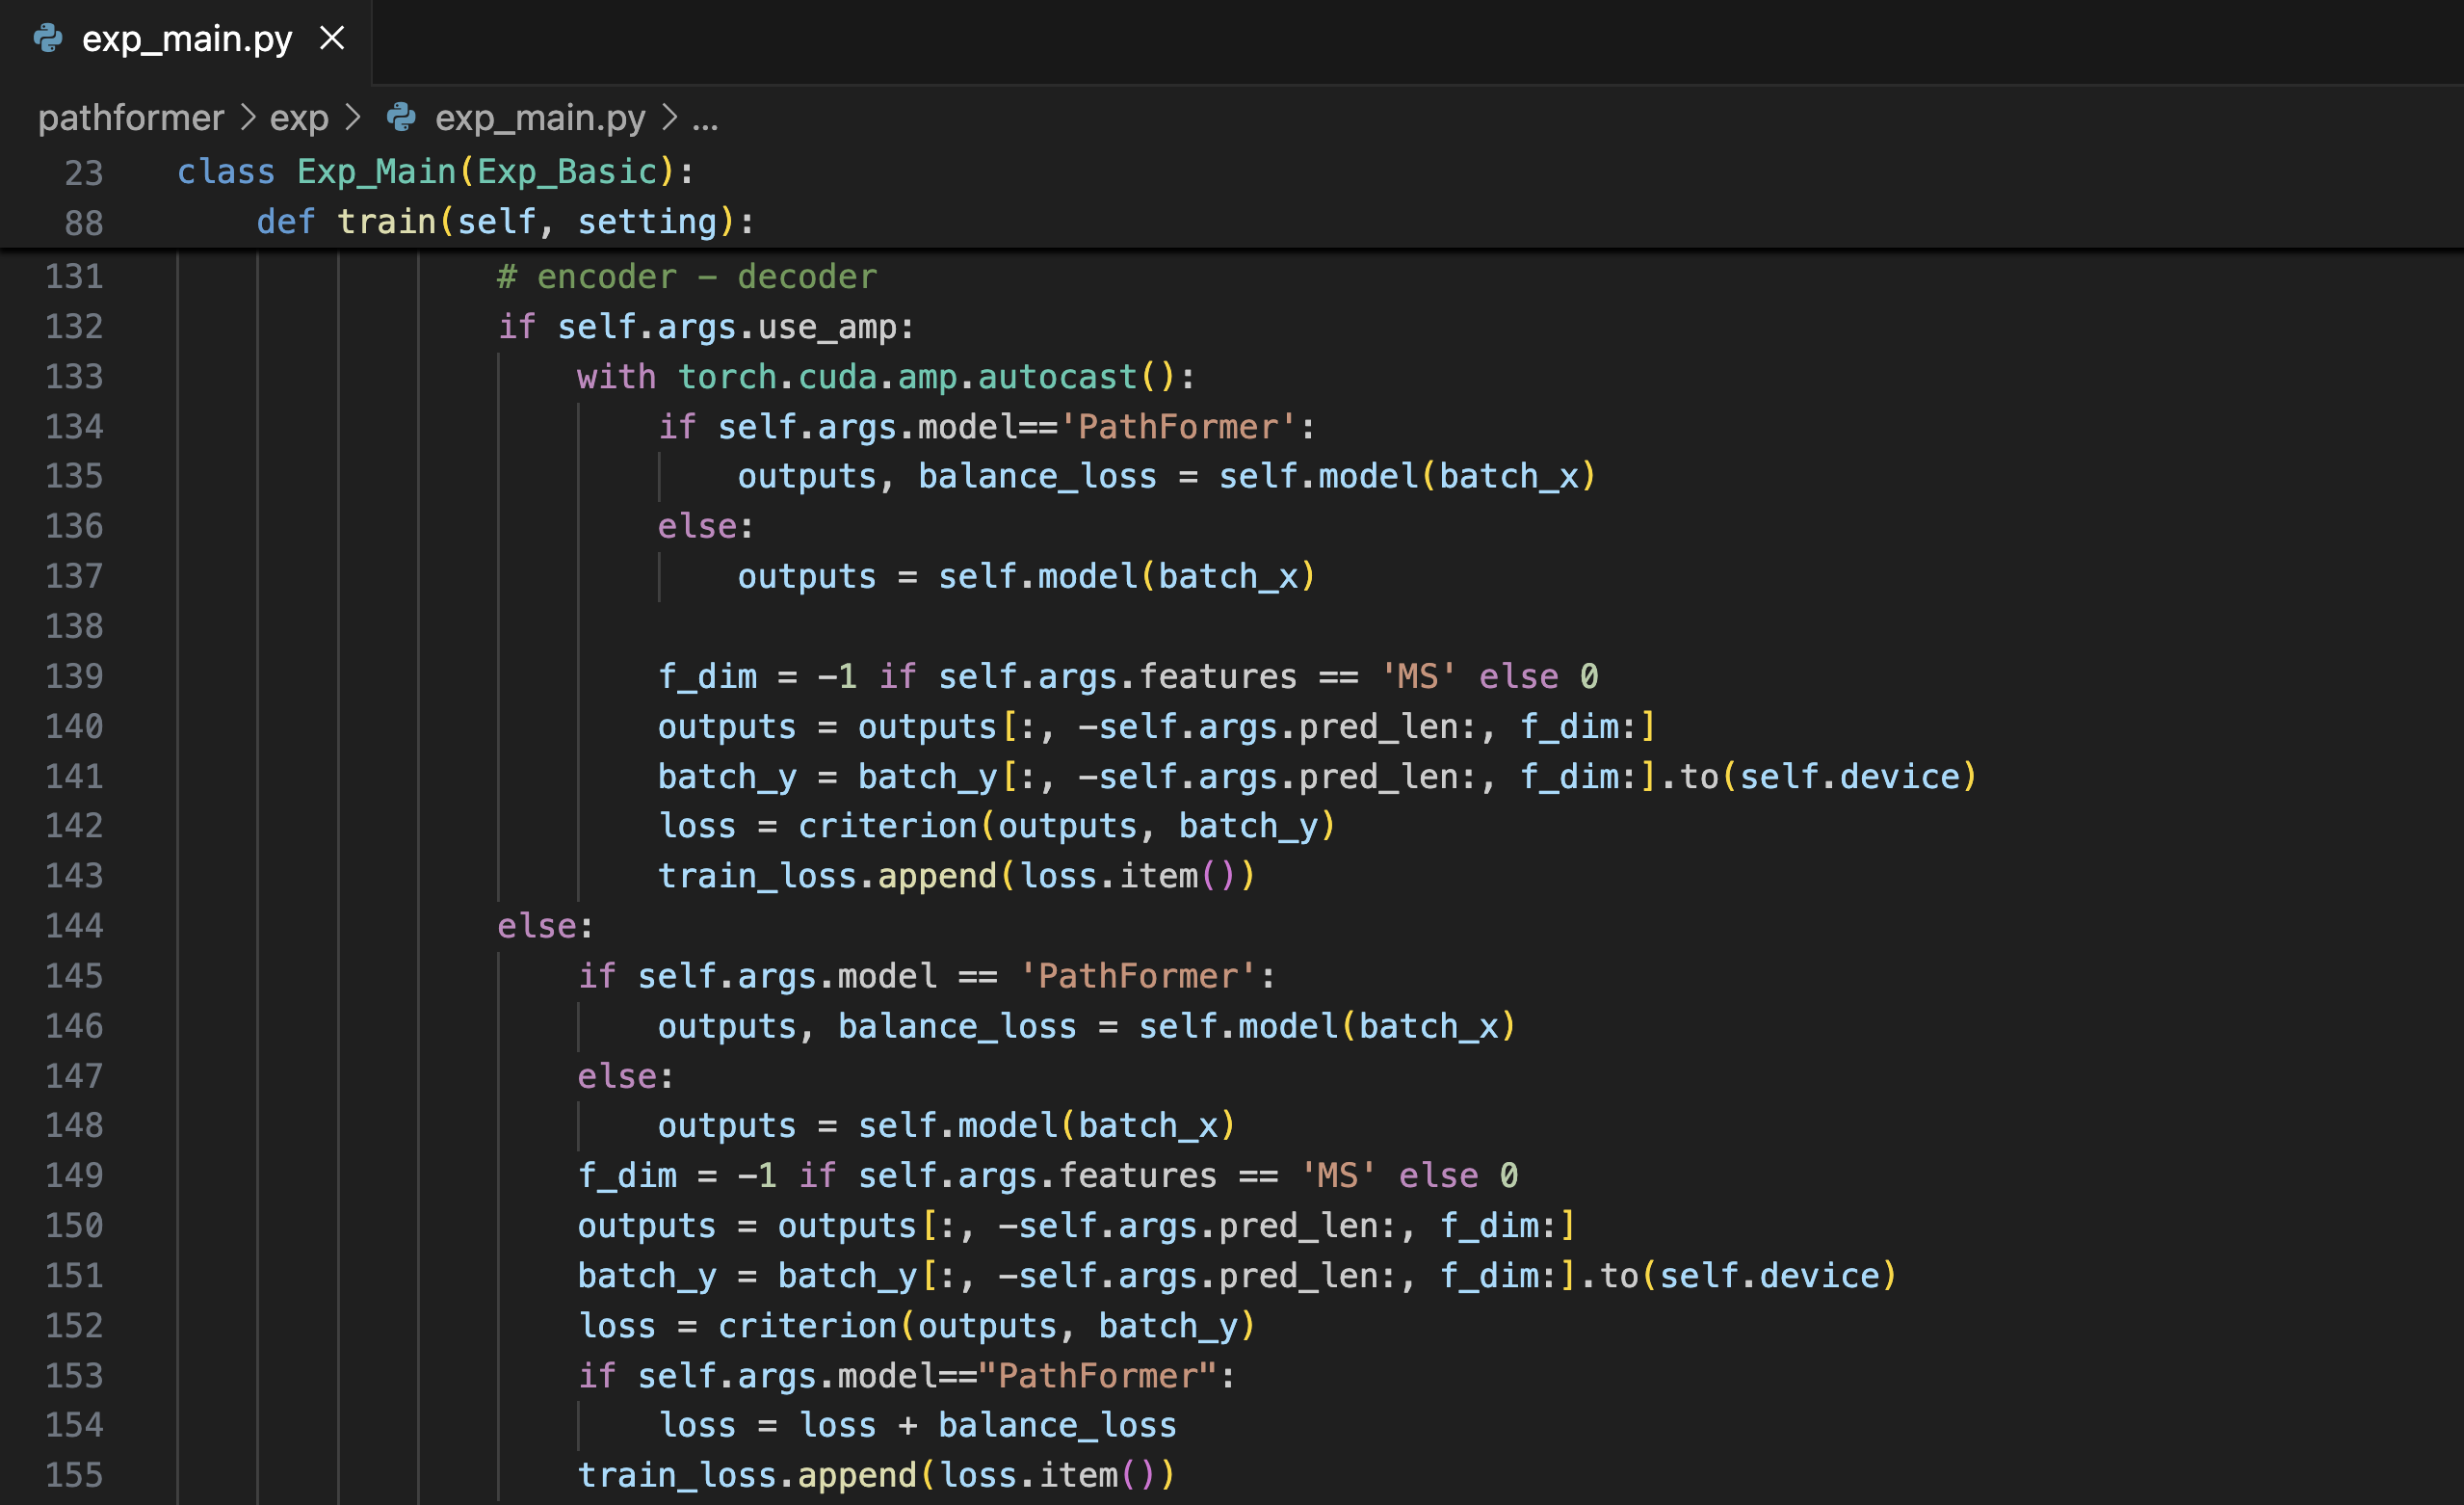 exp_main.py
pathformer > exp > exp_main.py > ...
23 class Exp_Main(Exp_Basic):
88 def train(self, setting):
131 # encoder - decoder
132 if self.args.use_amp:
133 with torch.cuda.amp.autocast():
134 if self.args.model=='PathFormer':
135 outputs, balance_loss = self.model(batch_x)
136 else:
137 outputs = self.model(batch_x)
138
139 f_dim = -1 if self.args.features == 'MS' else 0
140 outputs = outputs[:, -self.args.pred_len:, f_dim:]
141 batch_y = batch_y[:, -self.args.pred_len:, f_dim:].to(self.device)
142 loss = criterion(outputs, batch_y)
143 train_loss.append(loss.item())
144 else:
145 if self.args.model == 'PathFormer':
146 outputs, balance_loss = self.model(batch_x)
147 else:
148 outputs = self.model(batch_x)
149 f_dim = -1 if self.args.features == 'MS' else 0
150 outputs = outputs[:, -self.args.pred_len:, f_dim:]
151 batch_y = batch_y[:, -self.args.pred_len:, f_dim:].to(self.device)
152 loss = criterion(outputs, batch_y)
153 if self.args.model=="PathFormer":
154 loss = loss + balance_loss
155 train_loss.append(loss.item())